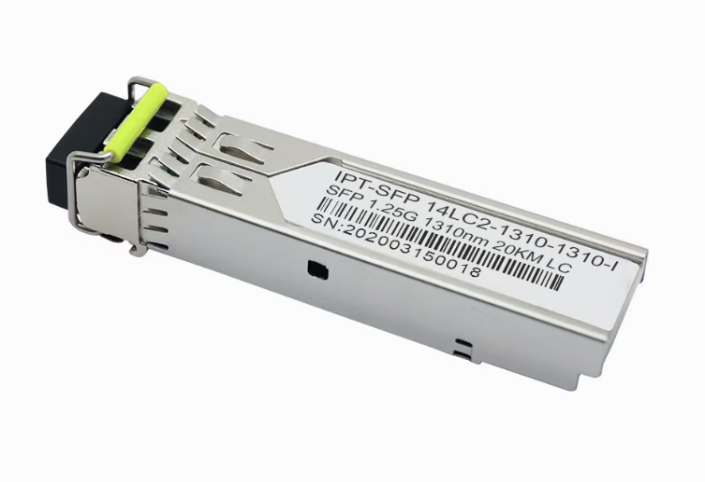 IPT-SFP 14LC2-1310-1310-I
SFP 1.25G 1310nm 20KM LC
SN:202003150018